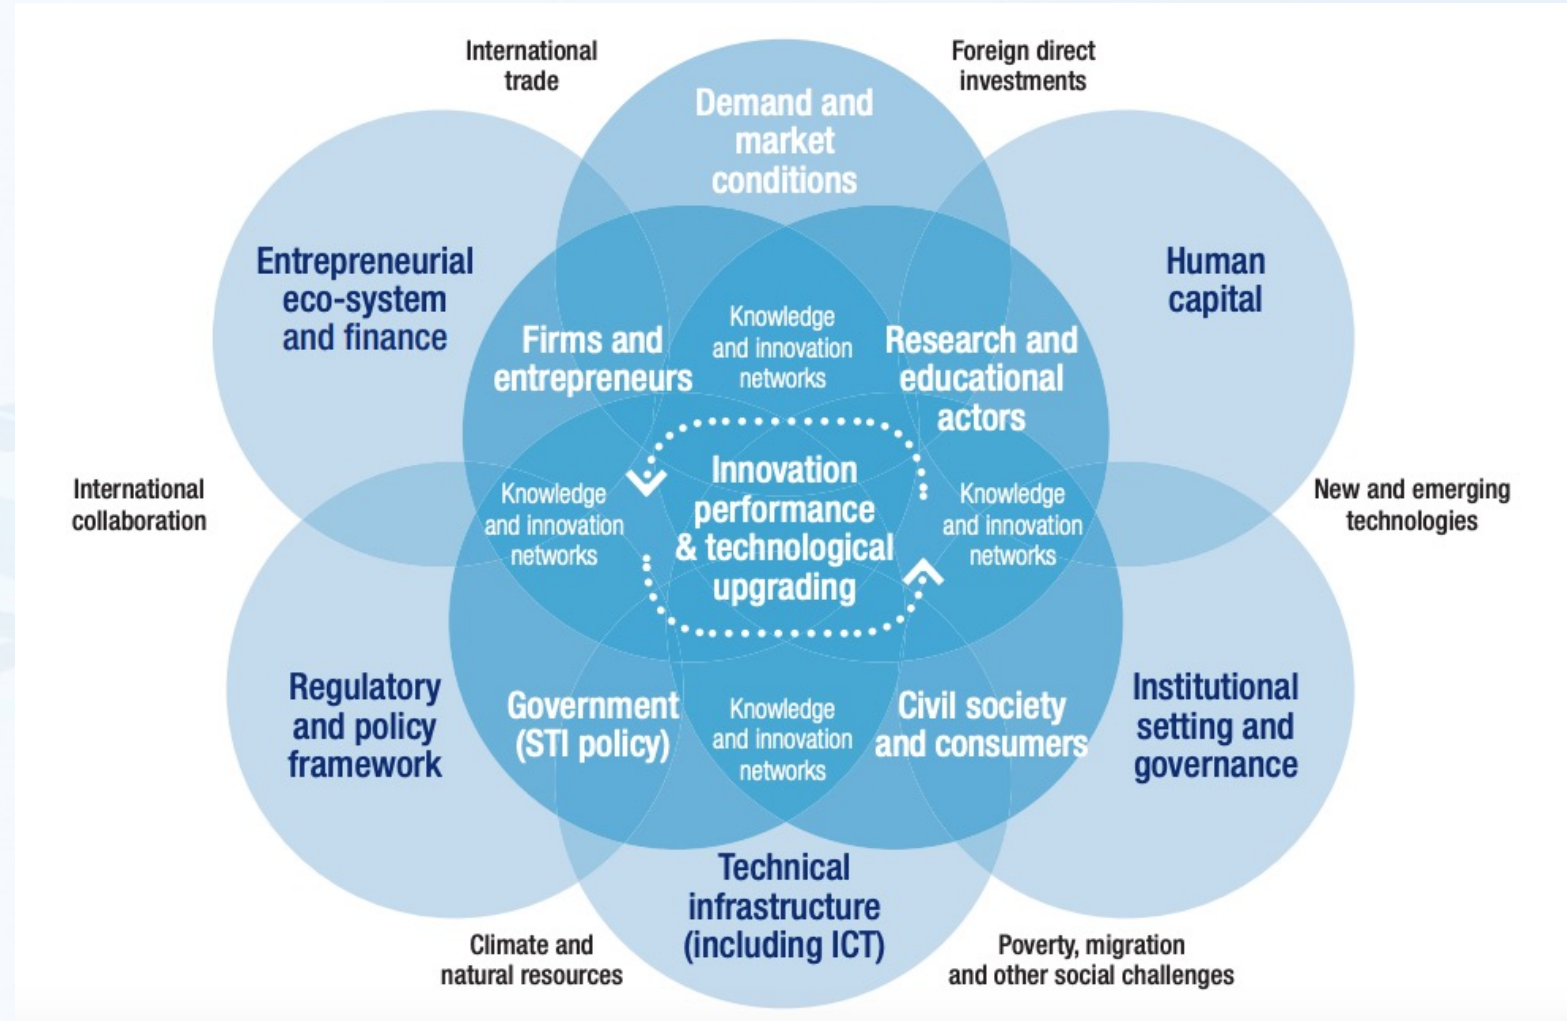 International
trade
Foreign direct
investments
Demand and
market
conditions
Entrepreneurial
eco-system
and finance
Human
capital
Firms and
entrepreneurs
Knowledge
and innovation
networks
Research and
educational
actors
International
collaboration
Knowledge
and innovation
networks
Innovation
performance
& technological
upgrading
Knowledge
and innovation
networks
New and emerging
technologies
Regulatory
and policy
framework
Government
(STI policy)
Knowledge
and innovation
networks
Civil society
and consumers
Institutional
setting and
governance
Technical
infrastructure
(including ICT)
Climate and
natural resources
Poverty, migration
and other social challenges